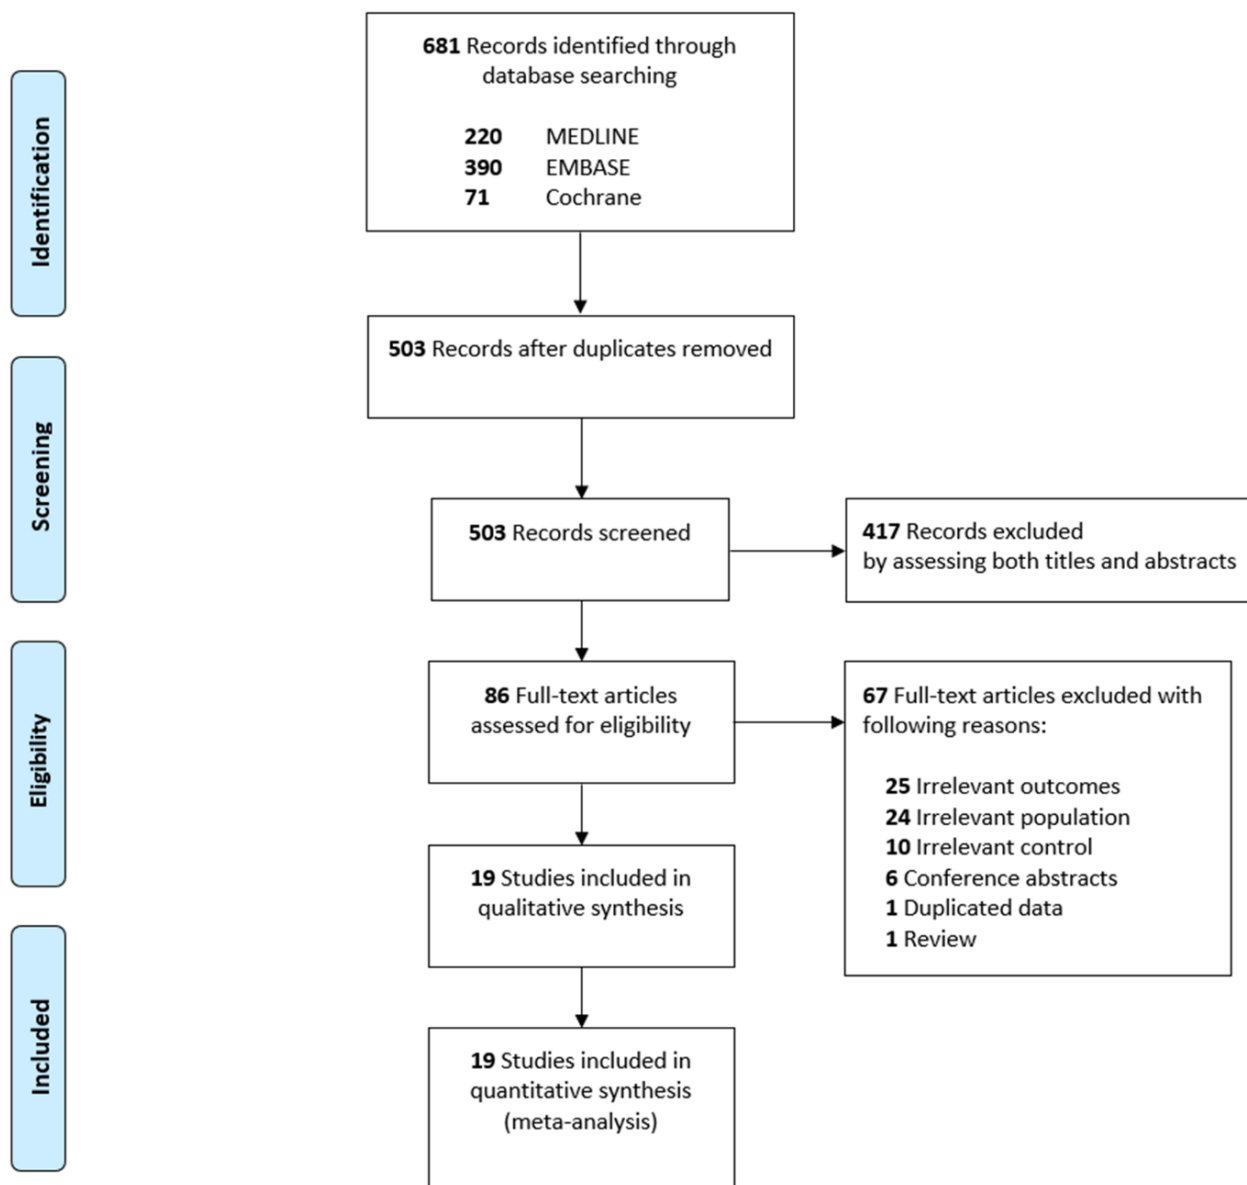 Identification
681 Records identified through
database searching
220 MEDLINE
390 EMBASE
71 Cochrane
503 Records after duplicates removed
Screening
503 Records screened
417 Records excluded
by assessing both titles and abstracts
Eligibility
86 Full-text articles
assessed for eligibility
67 Full-text articles excluded with
following reasons:
25 Irrelevant outcomes
24 Irrelevant population
10 Irrelevant control
6 Conference abstracts
1 Duplicated data
1 Review
19 Studies included in
qualitative synthesis
Included
19 Studies included in
quantitative synthesis
(meta-analysis)